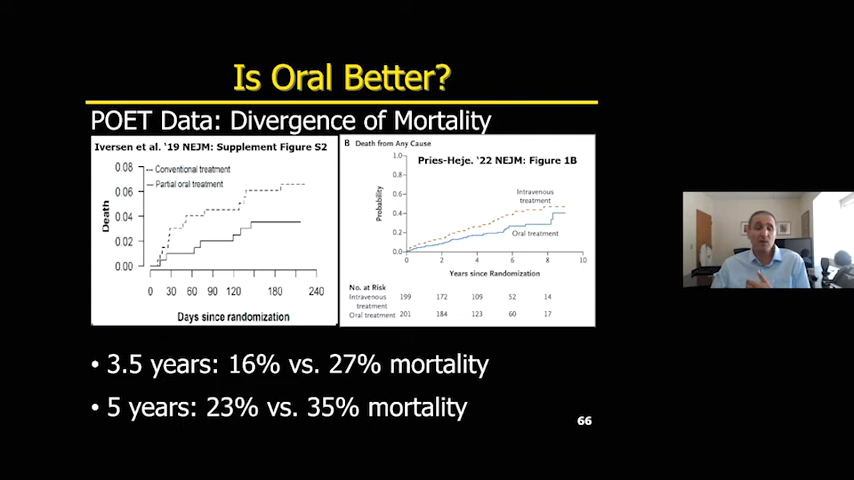 Is Oral Better?
POET Data: Divergence of Mortality
Iversen et al. '19 NEJM: Supplement Figure S2
0.08
0.06
0.04
0.02
0.00
Death
Conventional treatment
Partial oral treatment
0 30 60 90 120 180 240
Days since randomization
B Death from Any Cause
Pries-Heje. '22 NEJM: Figure 1B
1.0
0.8
0.6
0.4
0.2
0.0
Probability
Intravenous
treatment
Oral treatment
0 2 4 6 8 10
Years since Randomization
No. at Risk
Intravenous
treatment
199 172 109 52 14
Oral treatment 201 184 123 60 17
• 3.5 years: 16% vs. 27% mortality
• 5 years: 23% vs. 35% mortality
66